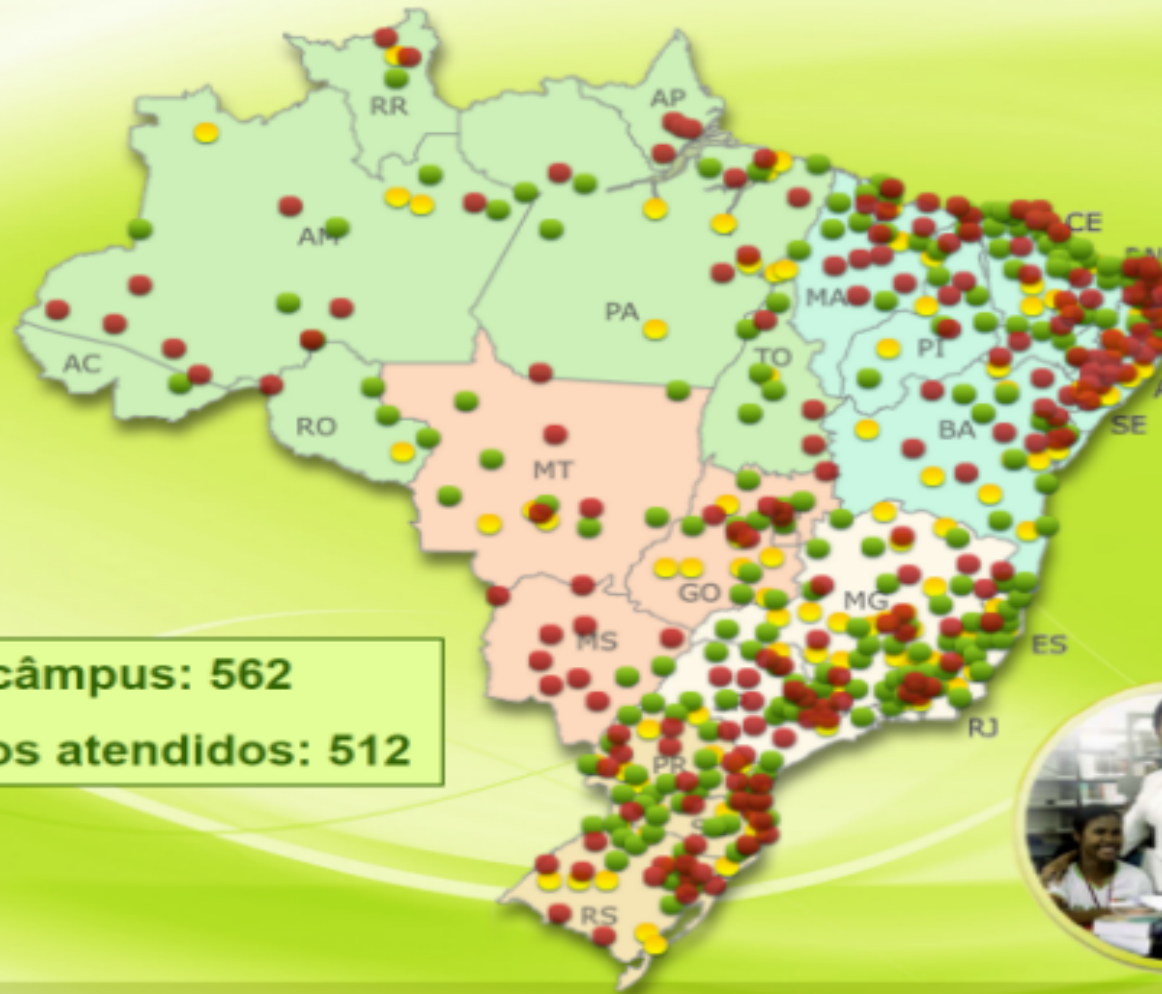 RR
AP
AM
CE
PA
MA
PI
TO
AC
RO
BA
SE
MT
GO
MG
MS
ES
câmpus: 562
os atendidos: 512
RJ
PR
RS